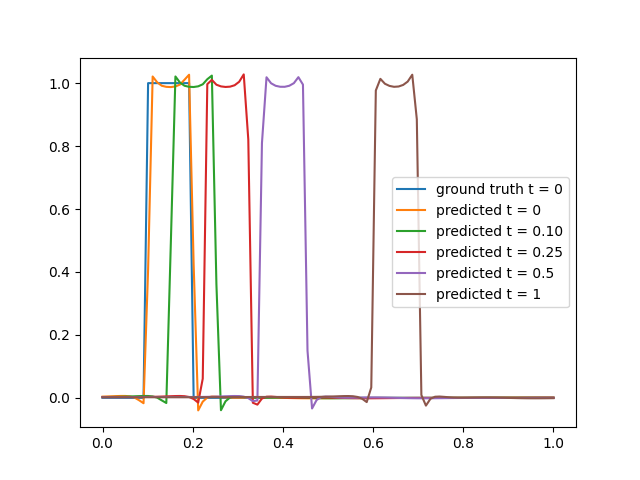 1.0
0.8
0.6
0.4
0.2
0.0
0.0 0.2 0.4 0.6 0.8 1.0
ground truth t = 0
predicted t = 0
predicted t = 0.10
predicted t = 0.25
predicted t = 0.5
predicted t = 1